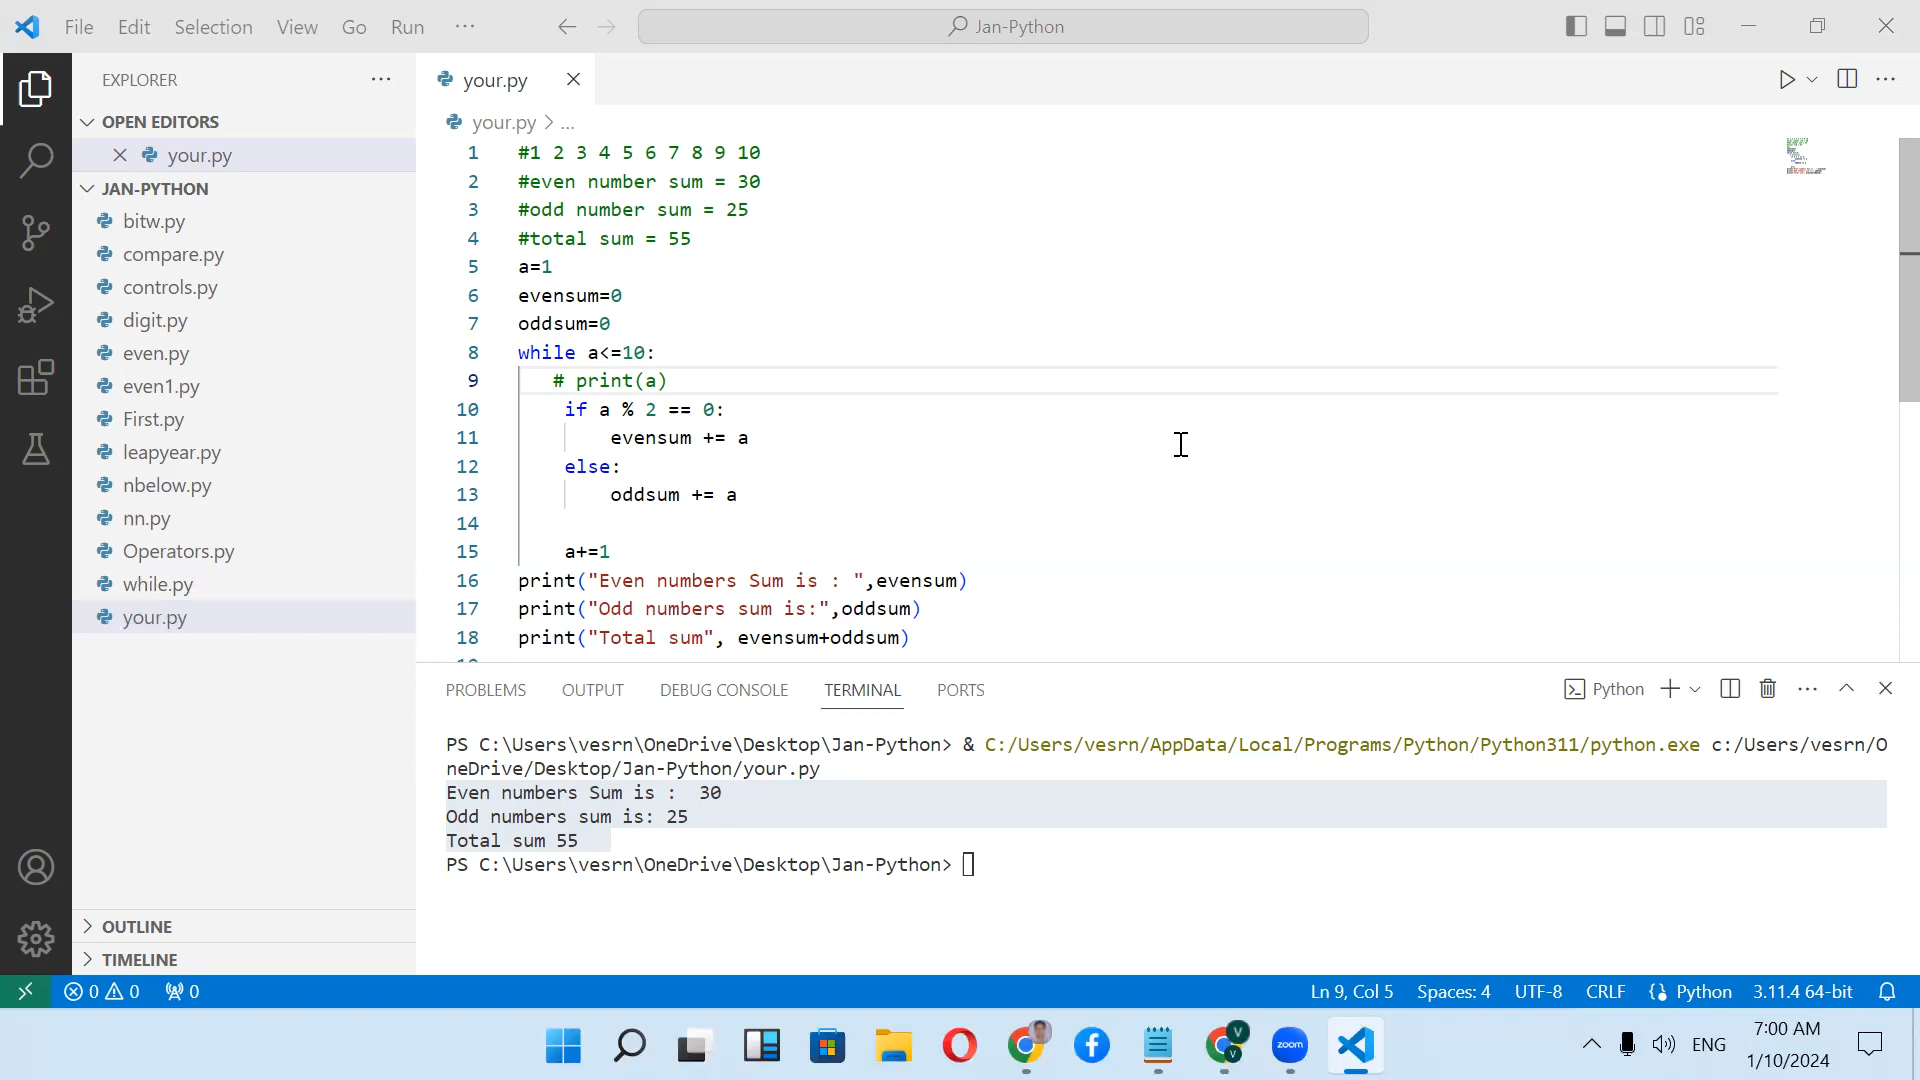 File Edit Selection View Go Run ···
Jan-Python
EXPLORER
OPEN EDITORS
your.py
JAN-PYTHON
bitw.py
compare.py
controls.py
digit.py
even.py
even1.py
First.py
leapyear.py
nbelow.py
nn.py
Operators.py
while.py
your.py
OUTLINE
TIMELINE
your.py
your.py > ...
1 #1 2 3 4 5 6 7 8 9 10
2 #even number sum = 30
3 #odd number sum = 25
4 #total sum = 55
5 a=1
6 evensum=0
7 oddsum=0
8 while a<=10:
9 # print(a)
10 if a % 2 == 0:
11 evensum += a
12 else:
13 oddsum += a
14
15 a+=1
16 print("Even numbers Sum is : ",evensum)
17 print("Odd numbers sum is:",oddsum)
18 print("Total sum", evensum+oddsum)
PROBLEMS OUTPUT DEBUG CONSOLE TERMINAL PORTS
Python
PS C:\Users\vesrn\OneDrive\Desktop\Jan-Python> & C:/Users/vesrn/AppData/Local/Programs/Python/Python311/python.exe c:/Users/vesrn/O
neDrive/Desktop/Jan-Python/your.py
Even numbers Sum is :  30
Odd numbers sum is: 25
Total sum 55
PS C:\Users\vesrn\OneDrive\Desktop\Jan-Python>
0 0 0
Ln 9, Col 5 Spaces: 4 UTF-8 CRLF Python 3.11.4 64-bit
zoom
V
V
ENG
7:00 AM
1/10/2024